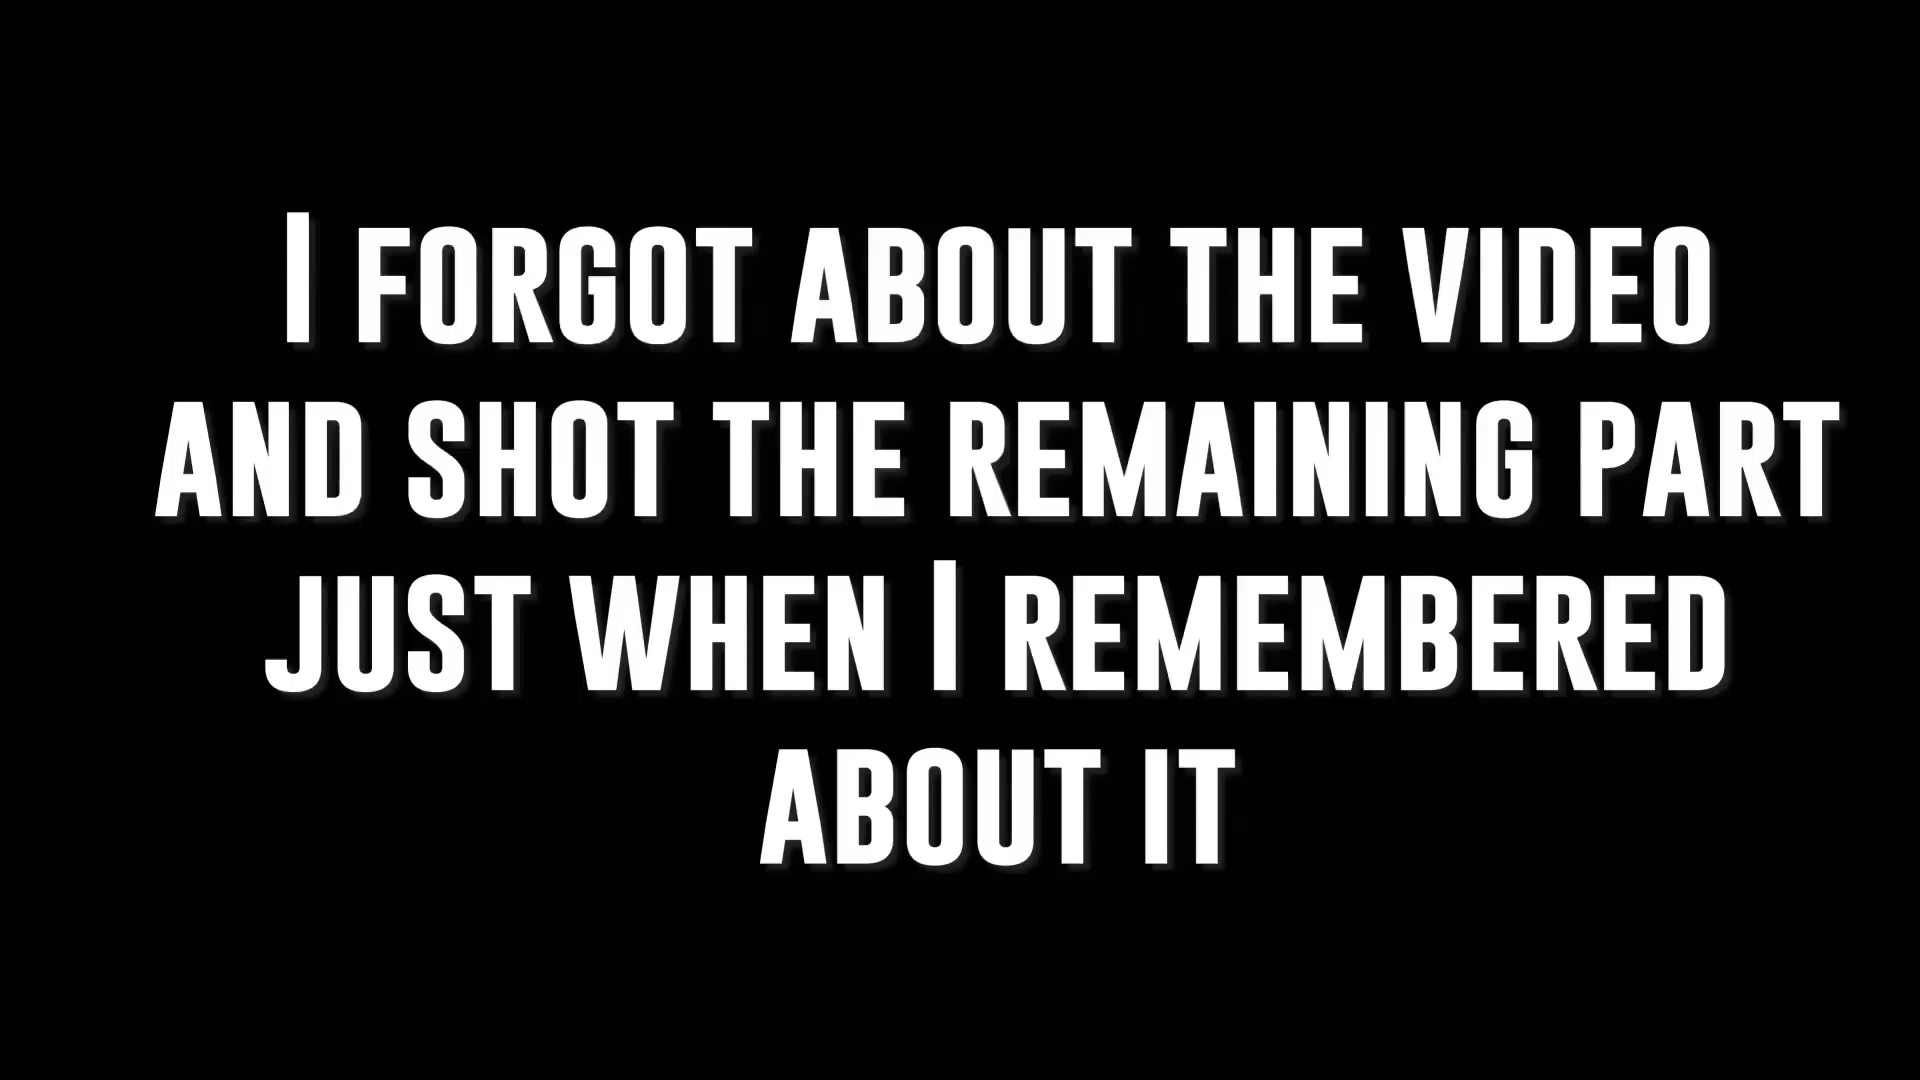 I FORGOT ABOUT THE VIDEO
AND SHOT THE REMAINING PART
JUST WHEN I REMEMBERED
ABOUT IT